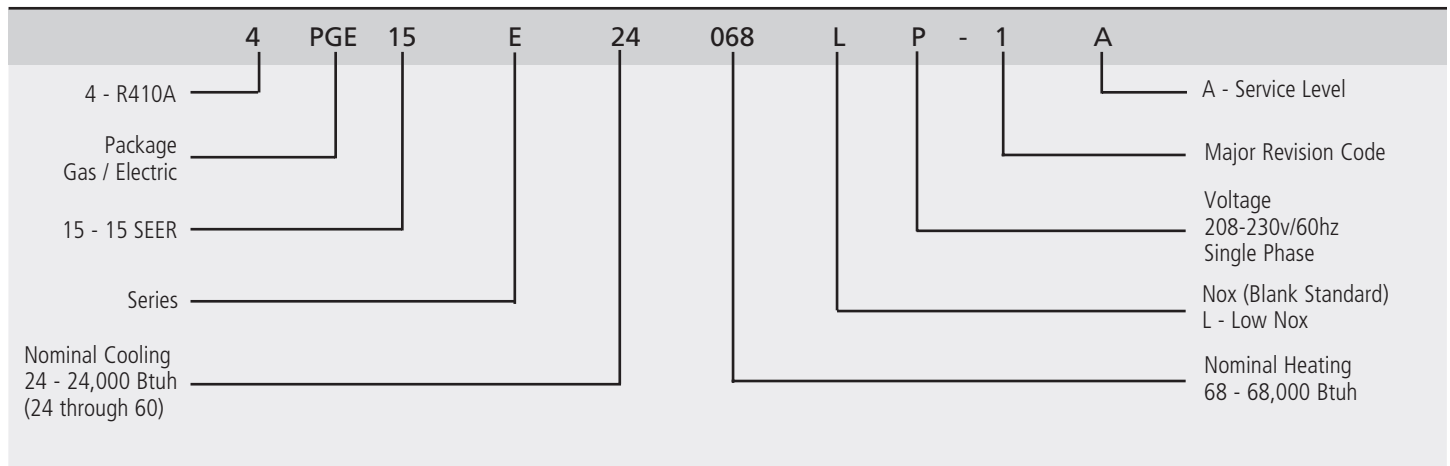 4 PGE 15 E 24 068 L P - 1 A
4 - R410A
Package
Gas / Electric
15 - 15 SEER
Series
Nominal Cooling
24 - 24,000 Btuh
(24 through 60)
A - Service Level
Major Revision Code
Voltage
208-230v/60hz
Single Phase
Nox (Blank Standard)
L - Low Nox
Nominal Heating
68 - 68,000 Btuh